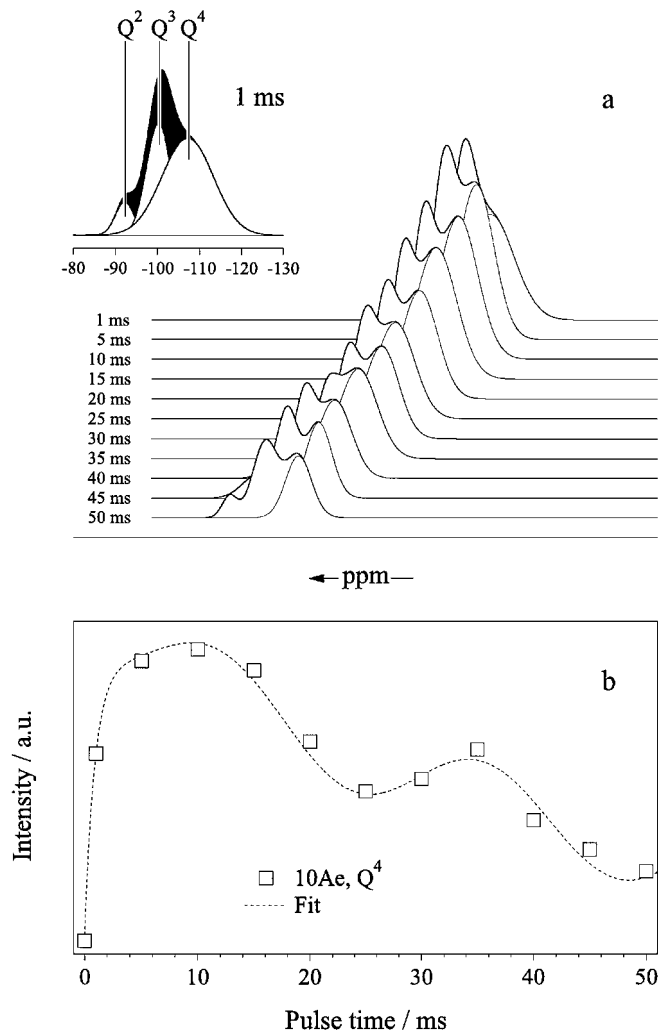 Q² Q³ Q⁴
1 ms
a
-80 -90 -100 -110 -120 -130
1 ms
5 ms
10 ms
15 ms
20 ms
25 ms
30 ms
35 ms
40 ms
45 ms
50 ms
ppm
b
Intensity / a.u.
10Ae, Q⁴
Fit
0 10 20 30 40 50
Pulse time / ms